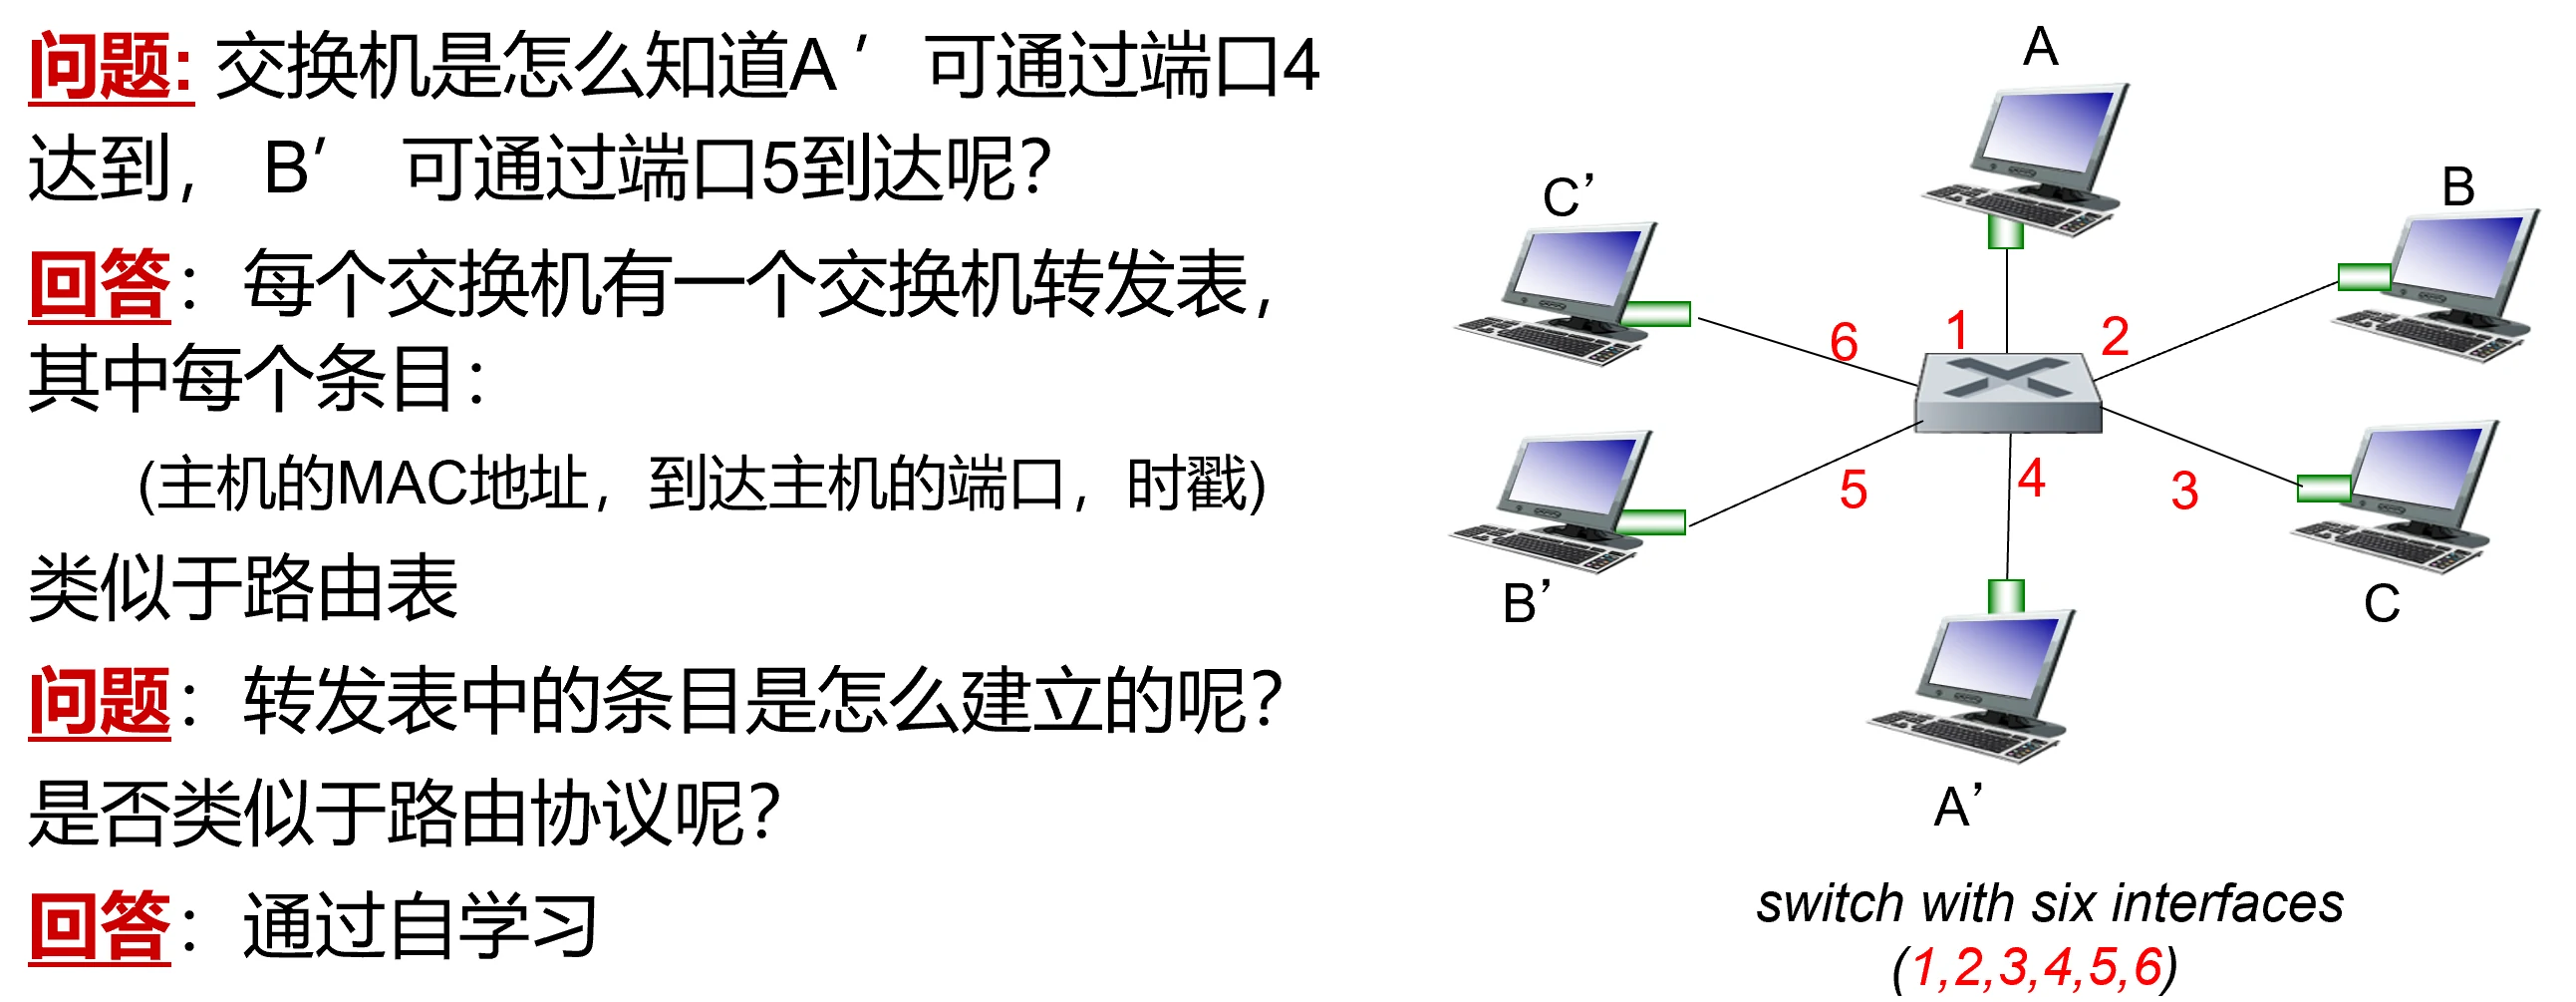 问题: 交换机是怎么知道A ′ 可通过端口4
达到， B′ 可通过端口5到达呢？
回答：每个交换机有一个交换机转发表，
其中每个条目：
(主机的MAC地址，到达主机的端口，时戳)
类似于路由表
问题：转发表中的条目是怎么建立的呢？
是否类似于路由协议呢？
回答：通过自学习
A
B
C’
6
1
2
5
4
3
B’
C
A’
switch with six interfaces
(1,2,3,4,5,6)